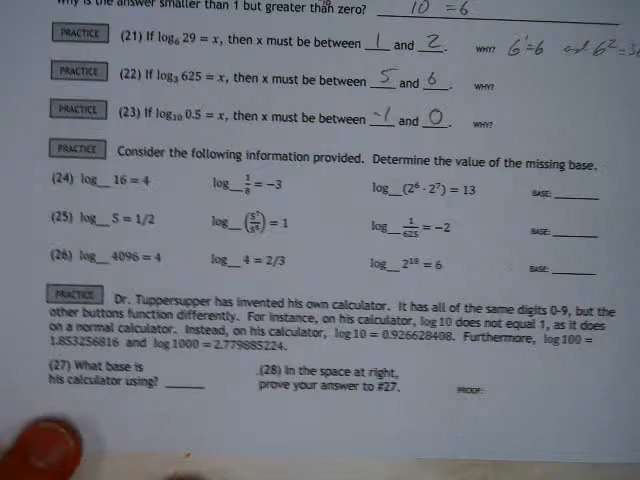 Why is the answer smaller than 1 but greater than zero? 10 = 6
PRACTICE (21) If log₆ 29 = x, then x must be between 1 and 2. WHY? 6¹=6 and 6²=3
PRACTICE (22) If log₃ 625 = x, then x must be between 5 and 6. WHY?
PRACTICE (23) If log₁₀ 0.5 = x, then x must be between -1 and 0. WHY?
PRACTICE Consider the following information provided. Determine the value of the missing base.
(24) log__ 16 = 4 log__ 1/8 = -3 log__ (2⁶ · 2⁷) = 13 BASE: ______
(25) log__ 5 = 1/2 log__ = 1 log__ 1/625 = -2 BASE: ______
(26) log__ 4096 = 4 log__ 4 = 2/3 log__ 2¹⁸ = 6 BASE: ______
PRACTICE Dr. Tuppersupper has invented his own calculator. It has all of the same digits 0-9, but the
other buttons function differently. For instance, on his calculator, log 10 does not equal 1, as it does
on a normal calculator. Instead, on his calculator, log 10 = 0.926628408. Furthermore, log 100 =
1.853256816 and log 1000 = 2.779885224.
(27) What base is
his calculator using? ______
(28) In the space at right,
prove your answer to #27.
PROOF: